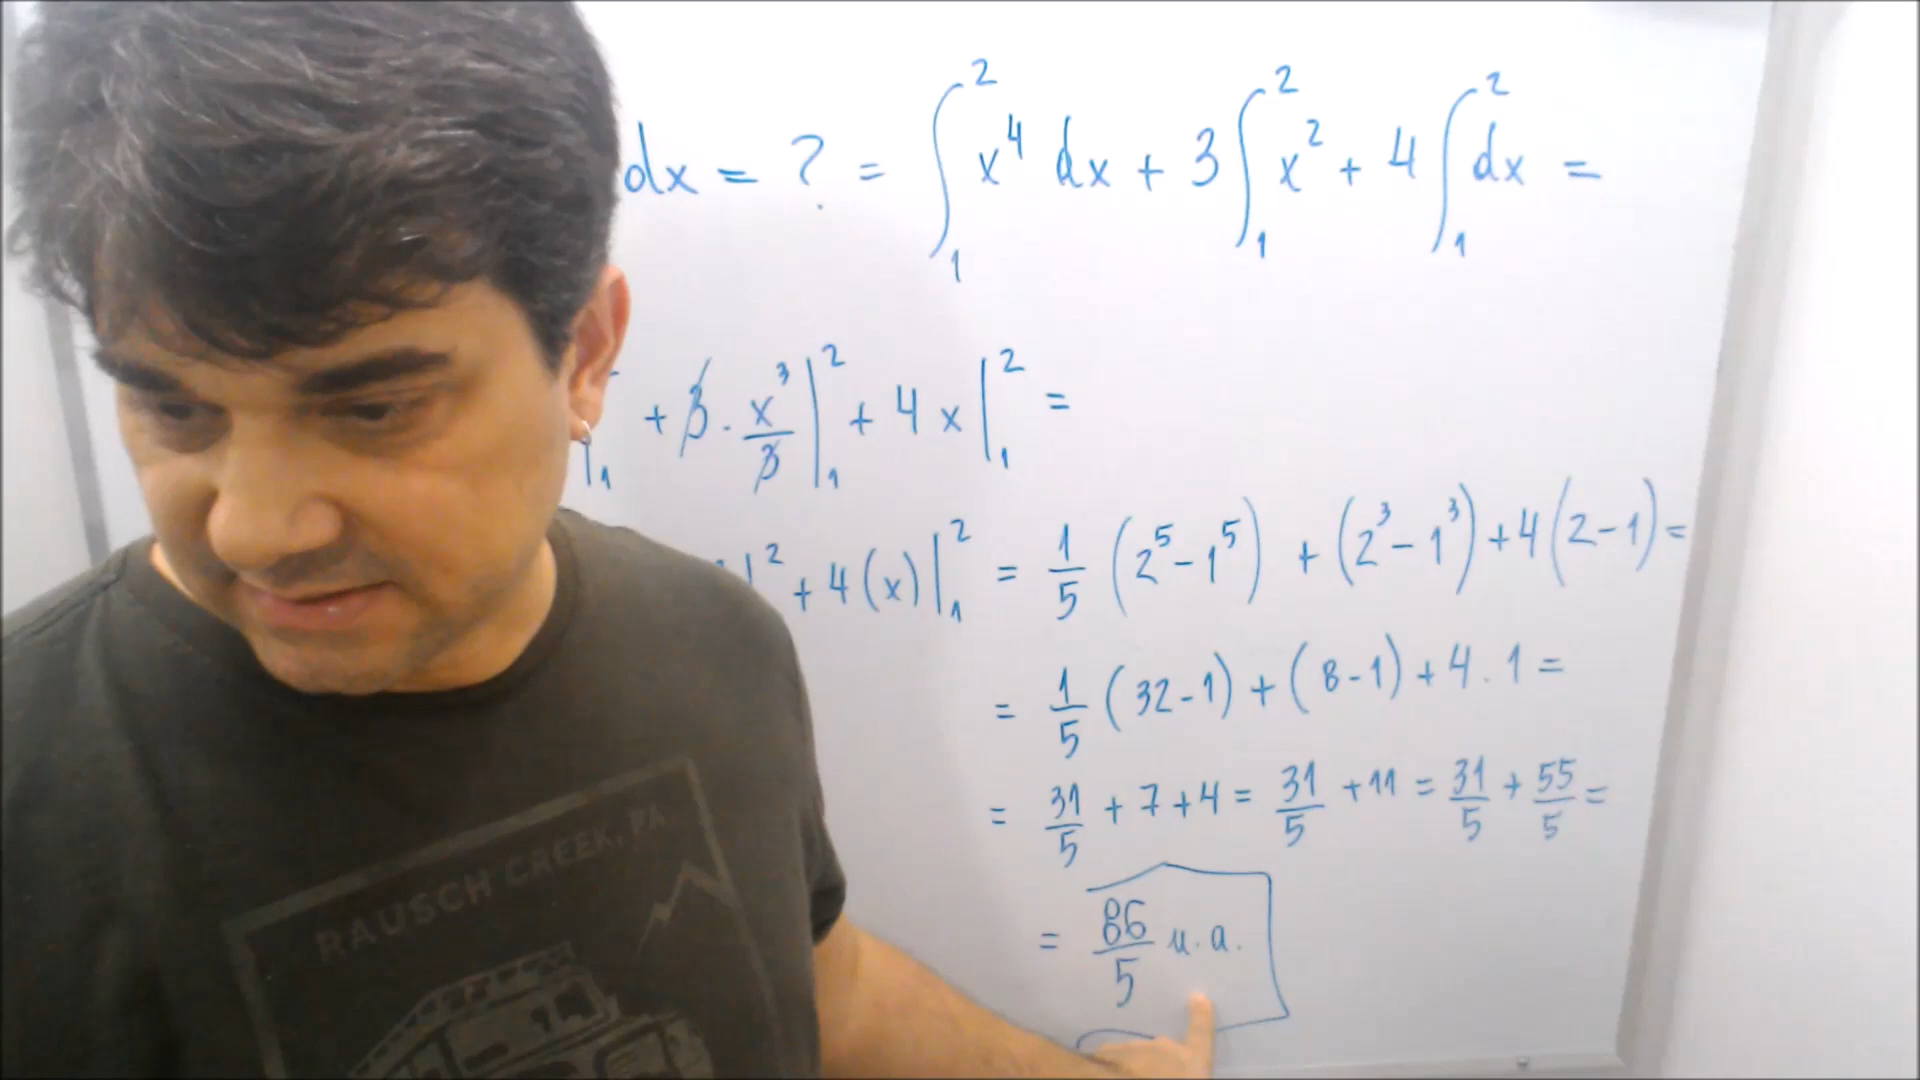 dx = ? = ∫₁² x⁴ dx + 3 ∫₁² x² + 4 ∫₁² dx =
+ 3 · x³/3 |₁² + 4x |₁² =
|² + 4(x) |₁² = 1/5 (2⁵ - 1⁵) + (2³ - 1³) + 4(2 - 1) =
= 1/5 (32 - 1) + (8 - 1) + 4 . 1 =
= 31/5 + 7 + 4 = 31/5 + 11 = 31/5 + 55/5 =
= 86/5 u.a.
RAUSCH CREEK, PA